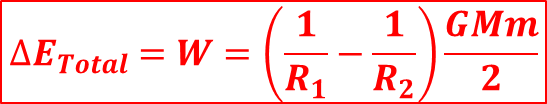 ΔE_Total = W = (1/R₁ − 1/R₂) GMm/2